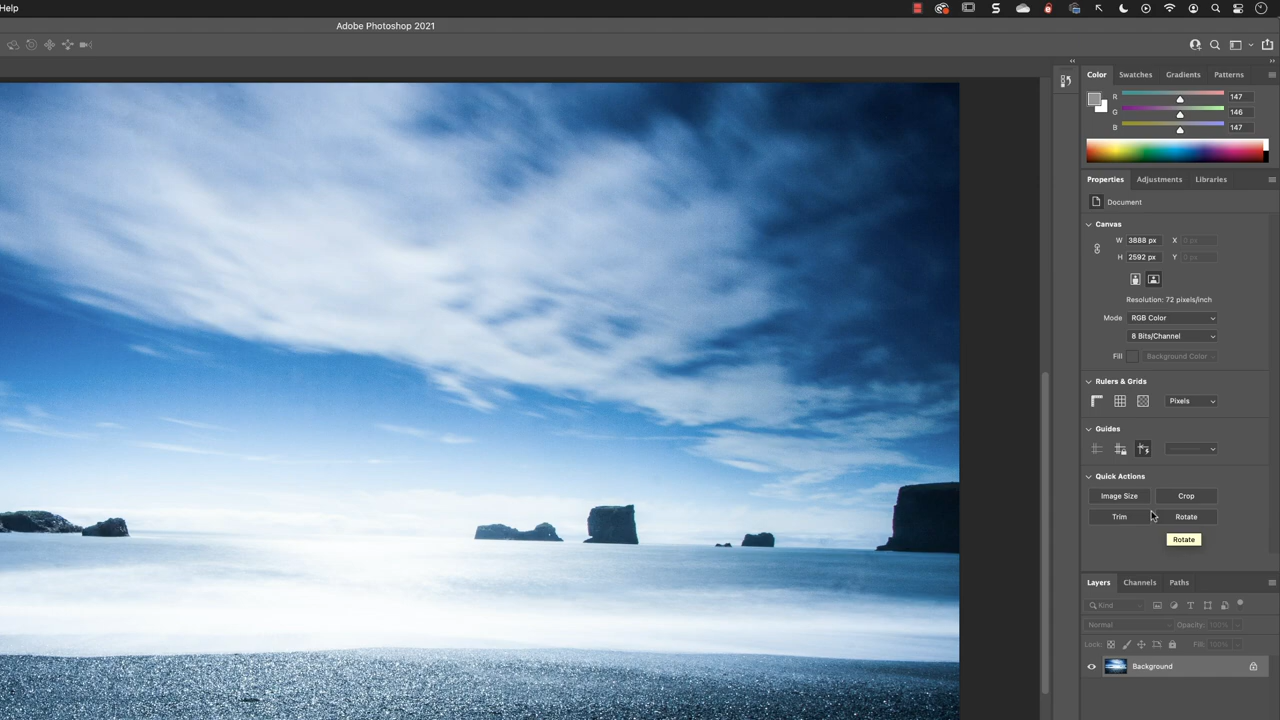 Help
Adobe Photoshop 2021
Color Swatches Gradients Patterns
R 147
G 146
B 147
Properties Adjustments Libraries
Document
Canvas
W 3888 px X 0 px
H 2592 px Y 0 px
Resolution: 72 pixels/inch
Mode RGB Color
8 Bits/Channel
Fill Background Color
Rulers & Grids
Pixels
Guides
Quick Actions
Image Size Crop
Trim Rotate
Rotate
Layers Channels Paths
Kind
Normal Opacity: 100%
Lock: Fill: 100%
Background